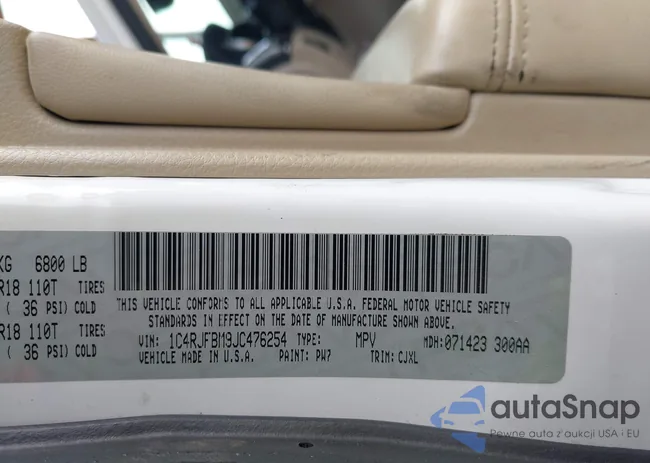 KG 6800 LB
R18 110T TIRES
( 36 PSI) COLD
R18 110T TIRES
( 36 PSI) COLD
THIS VEHICLE CONFORMS TO ALL APPLICABLE U.S.A. FEDERAL MOTOR VEHICLE SAFETY
STANDARDS IN EFFECT ON THE DATE OF MANUFACTURE SHOWN ABOVE.
VIN: 1C4RJFBM9JC476254 TYPE: MPV MDH: 071423 300AA
VEHICLE MADE IN U.S.A. PAINT: PW7 TRIM: CJXL
autaSnap
Pewne auta z aukcji USA i EU